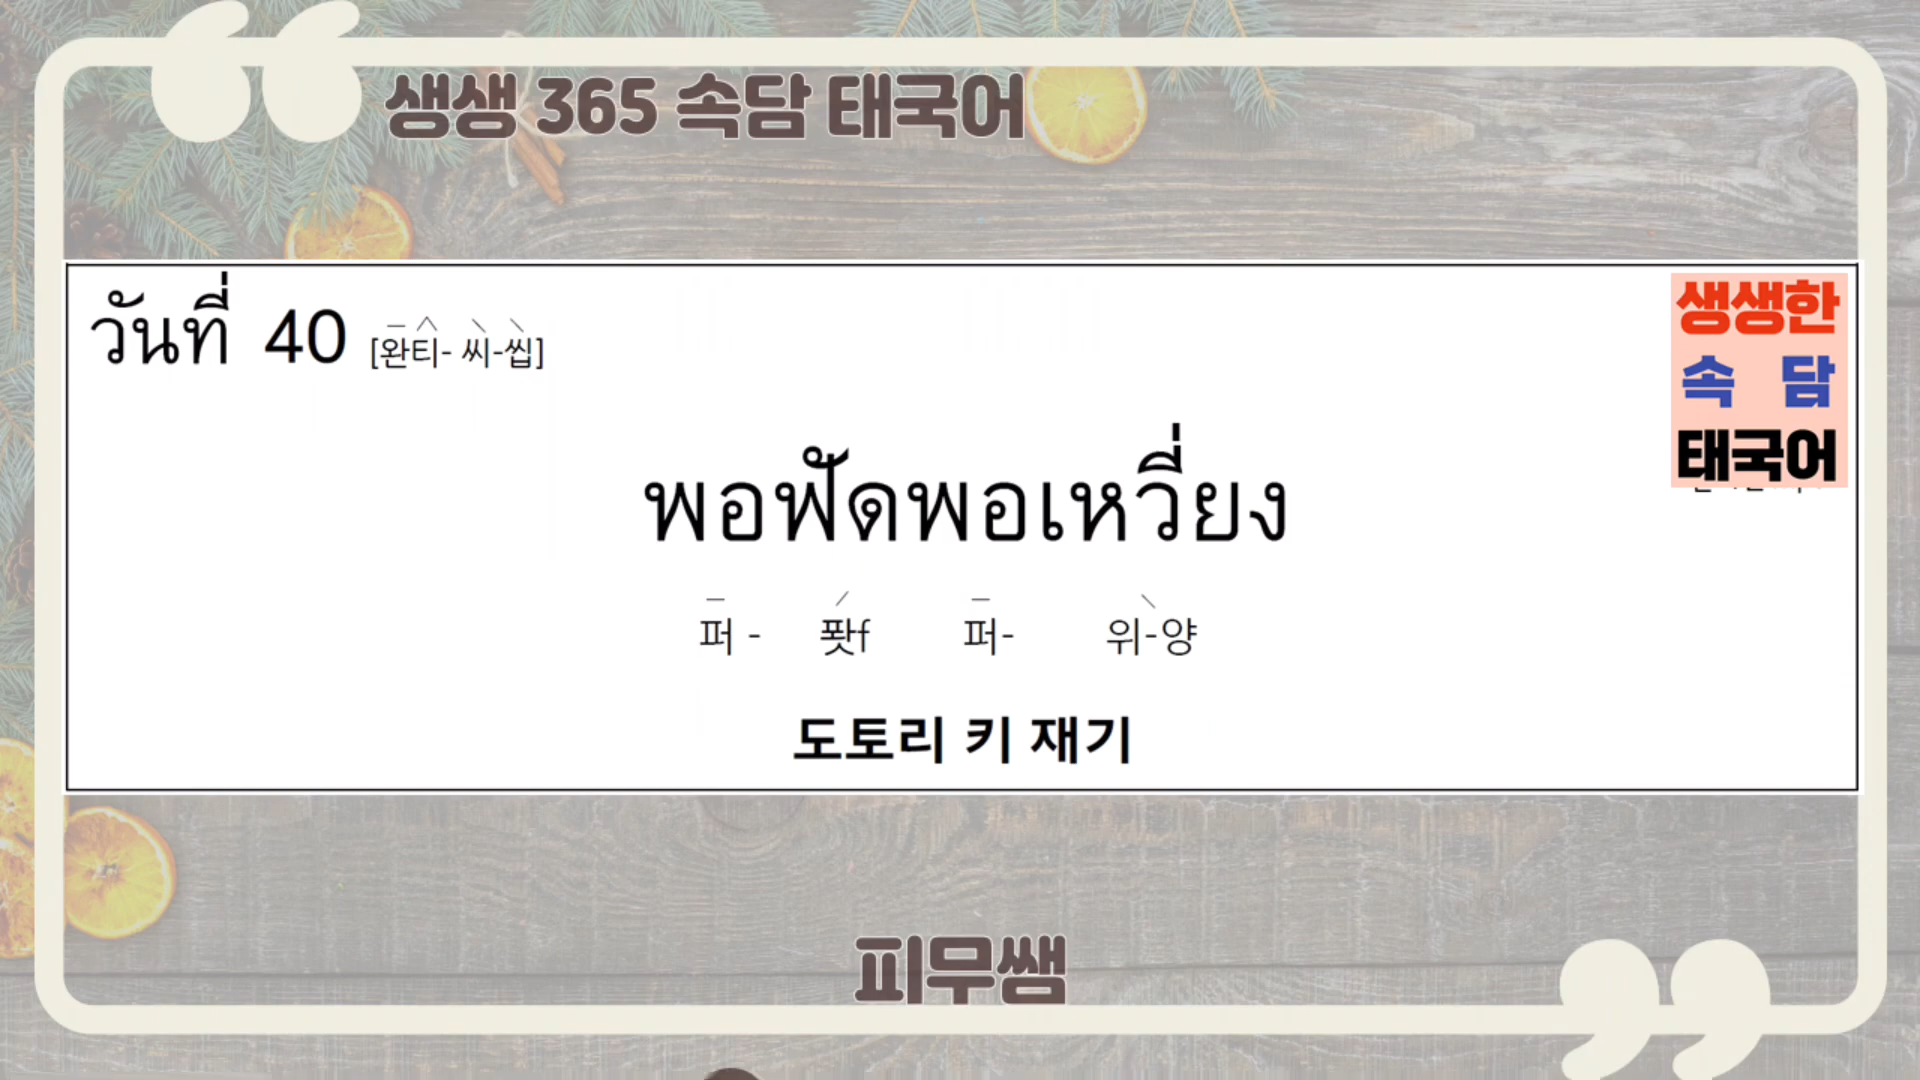 생생 365 속담 태국어
วันที่ 40 [완티- 씨-씹]
생생한
속 담
태국어
พอฟัดพอเหวี่ยง
퍼 - 퐛f 퍼- 위-양
도토리 키 재기
피무쌤